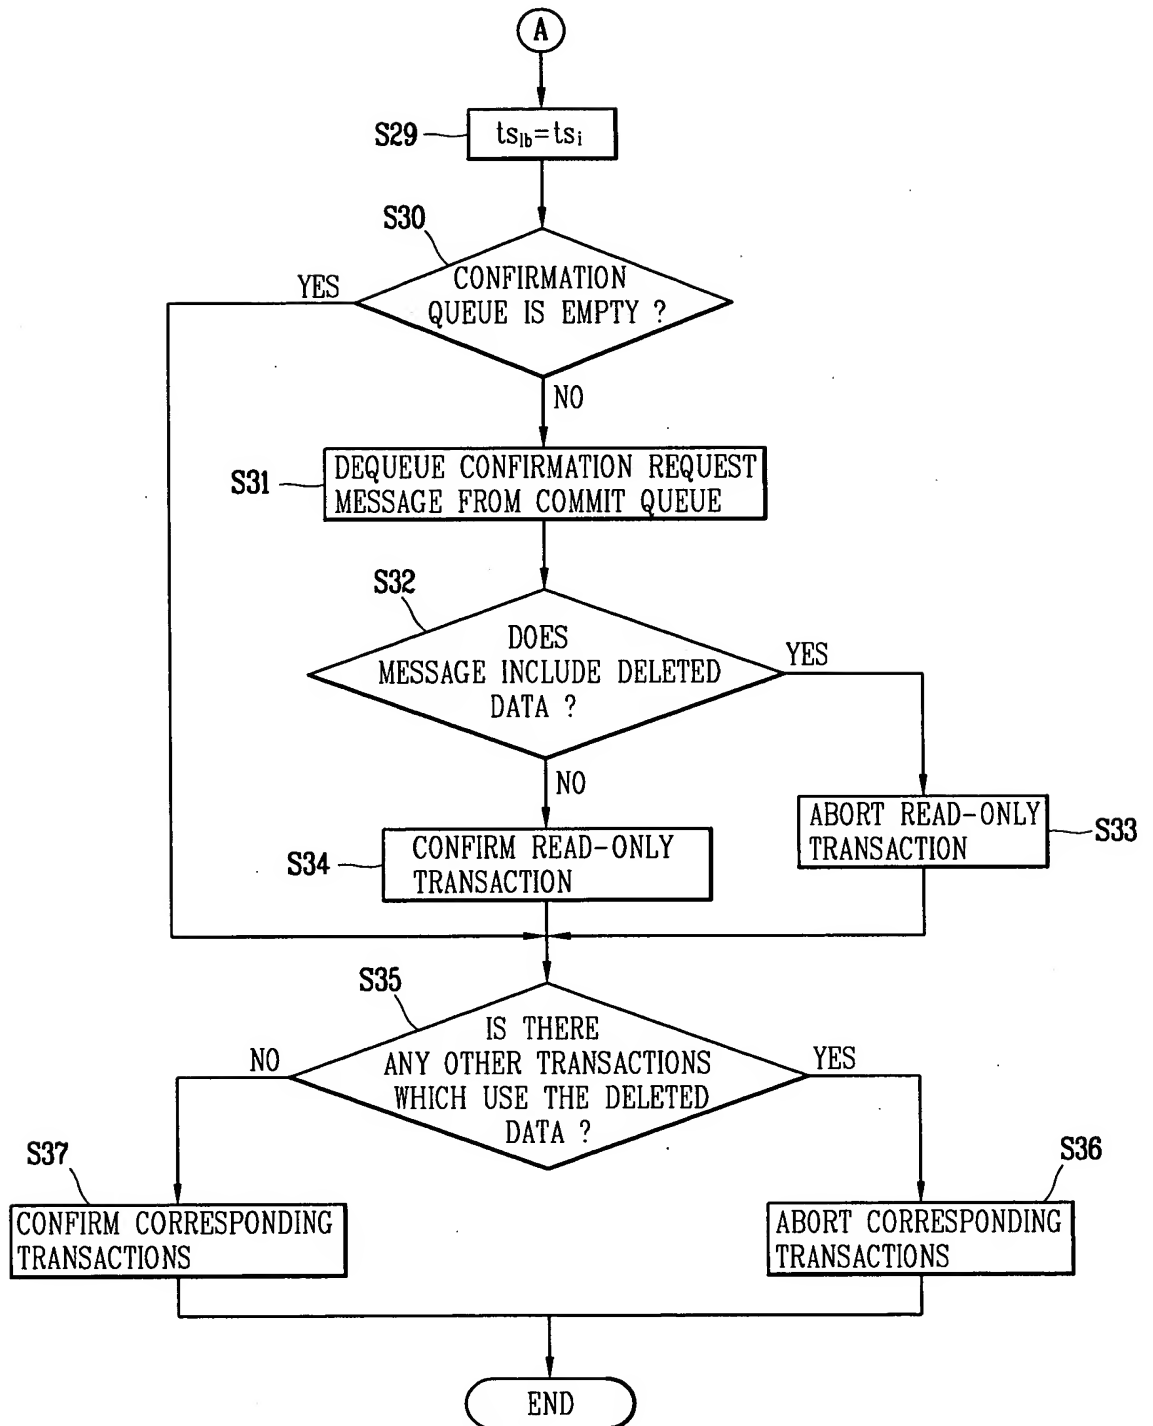 A
S29
ts_lb=ts_i
S30
CONFIRMATION
QUEUE IS EMPTY ?
YES
NO
S31
DEQUEUE CONFIRMATION REQUEST
MESSAGE FROM COMMIT QUEUE
S32
DOES
MESSAGE INCLUDE DELETED
DATA ?
YES
NO
ABORT READ-ONLY
TRANSACTION
S33
S34
CONFIRM READ-ONLY
TRANSACTION
S35
IS THERE
ANY OTHER TRANSACTIONS
WHICH USE THE DELETED
DATA ?
NO
YES
S37
CONFIRM CORRESPONDING
TRANSACTIONS
S36
ABORT CORRESPONDING
TRANSACTIONS
END